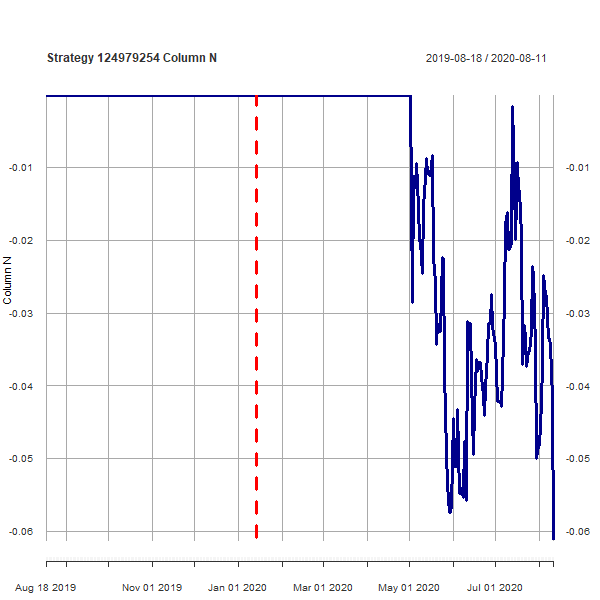 Strategy 124979254 Column N
2019-08-18 / 2020-08-11
-0.01 -0.01
-0.02 -0.02
-0.03 -0.03
-0.04 -0.04
-0.05 -0.05
-0.06 -0.06
Column N
Aug 18 2019 Nov 01 2019 Jan 01 2020 Mar 01 2020 May 01 2020 Jul 01 2020